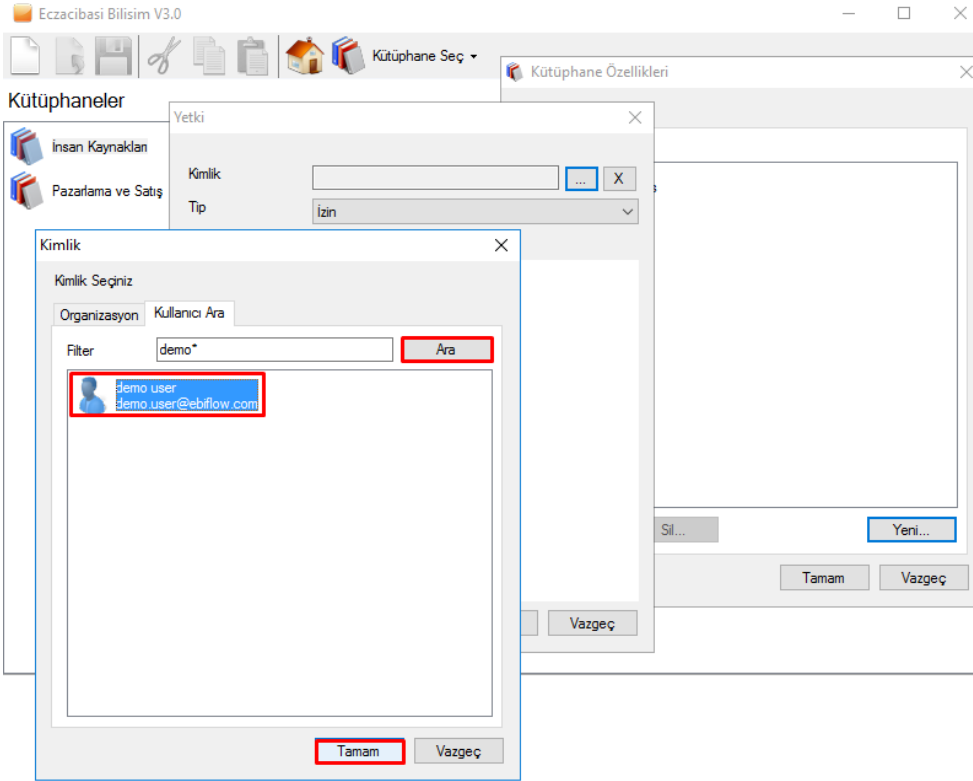 Eczacibasi Bilisim V3.0
Kütüphane Seç
Kütüphane Özellikleri
Kütüphaneler
Yetki
İnsan Kaynakları
Pazarlama ve Satış
Kimlik
...
X
Tip
İzin
Kimlik
Kimlik Seçiniz
Organizasyon
Kullanıcı Ara
Filter
demo*
Ara
demo user
demo.user@ebiflow.com
Sil...
Yeni...
Tamam
Vazgeç
Vazgeç
Tamam
Vazgeç